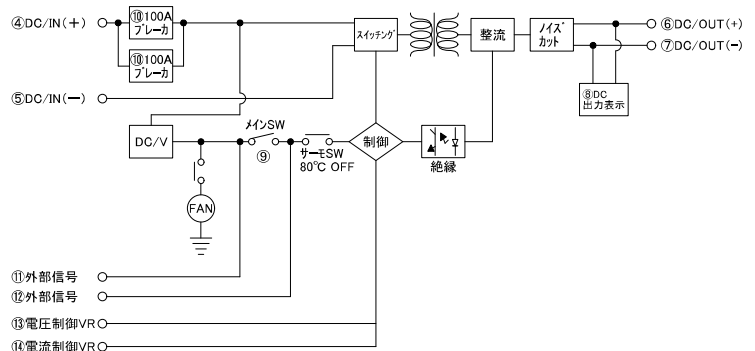 ④DC/IN(+)
⑩100A
ブレーカ
⑩100A
ブレーカ
⑤DC/IN(−)
スイッチング
整流
ノイズ
カット
⑥DC/OUT(+)
⑦DC/OUT(-)
⑧DC
出力表示
DC/V
メインSW
⑨
サーモSW
80℃ OFF
制御
絶縁
FAN
⑪外部信号
⑫外部信号
⑬電圧制御VR
⑭電流制御VR